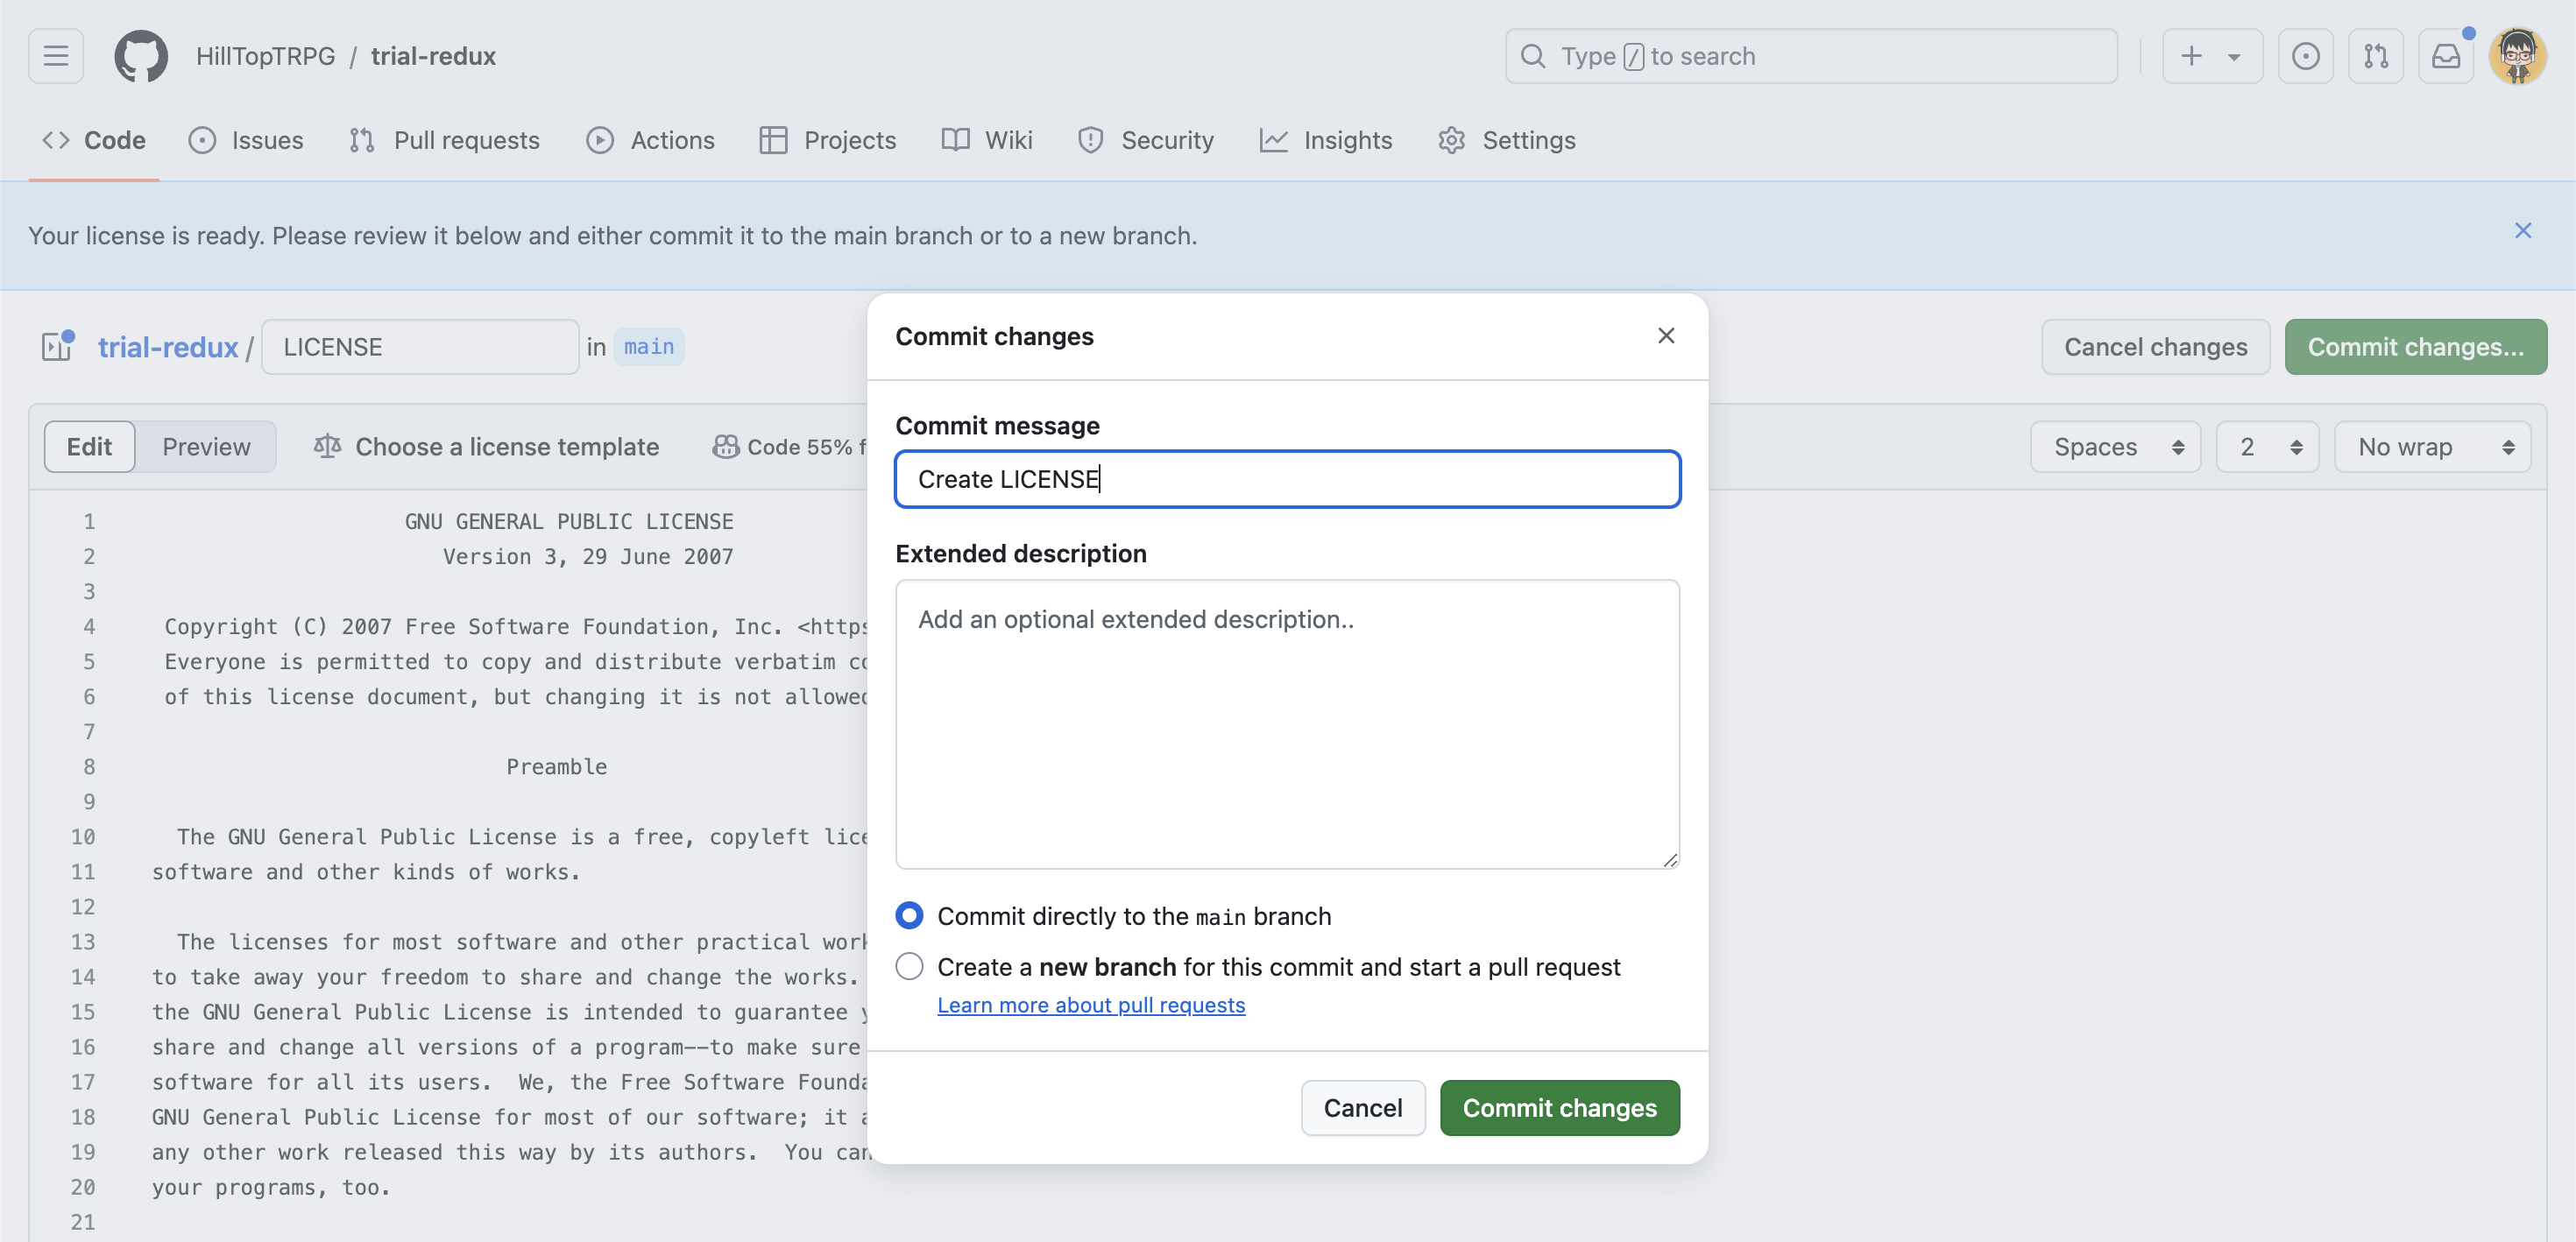 HillTopTRPG / trial-redux
Type / to search
Code Issues Pull requests Actions Projects Wiki Security Insights Settings
Your license is ready. Please review it below and either commit it to the main branch or to a new branch.
trial-redux / LICENSE in main
Cancel changes Commit changes...
Edit Preview Choose a license template Code 55% f
Spaces 2 No wrap
1 GNU GENERAL PUBLIC LICENSE
2 Version 3, 29 June 2007
3
4 Copyright (C) 2007 Free Software Foundation, Inc. <https
5 Everyone is permitted to copy and distribute verbatim co
6 of this license document, but changing it is not allowed
7
8 Preamble
9
10 The GNU General Public License is a free, copyleft lice
11 software and other kinds of works.
12
13 The licenses for most software and other practical work
14 to take away your freedom to share and change the works.
15 the GNU General Public License is intended to guarantee y
16 share and change all versions of a program--to make sure
17 software for all its users. We, the Free Software Founda
18 GNU General Public License for most of our software; it a
19 any other work released this way by its authors. You can
20 your programs, too.
21
Commit changes
Commit message
Create LICENSE
Extended description
Add an optional extended description..
Commit directly to the main branch
Create a new branch for this commit and start a pull request
Learn more about pull requests
Cancel Commit changes